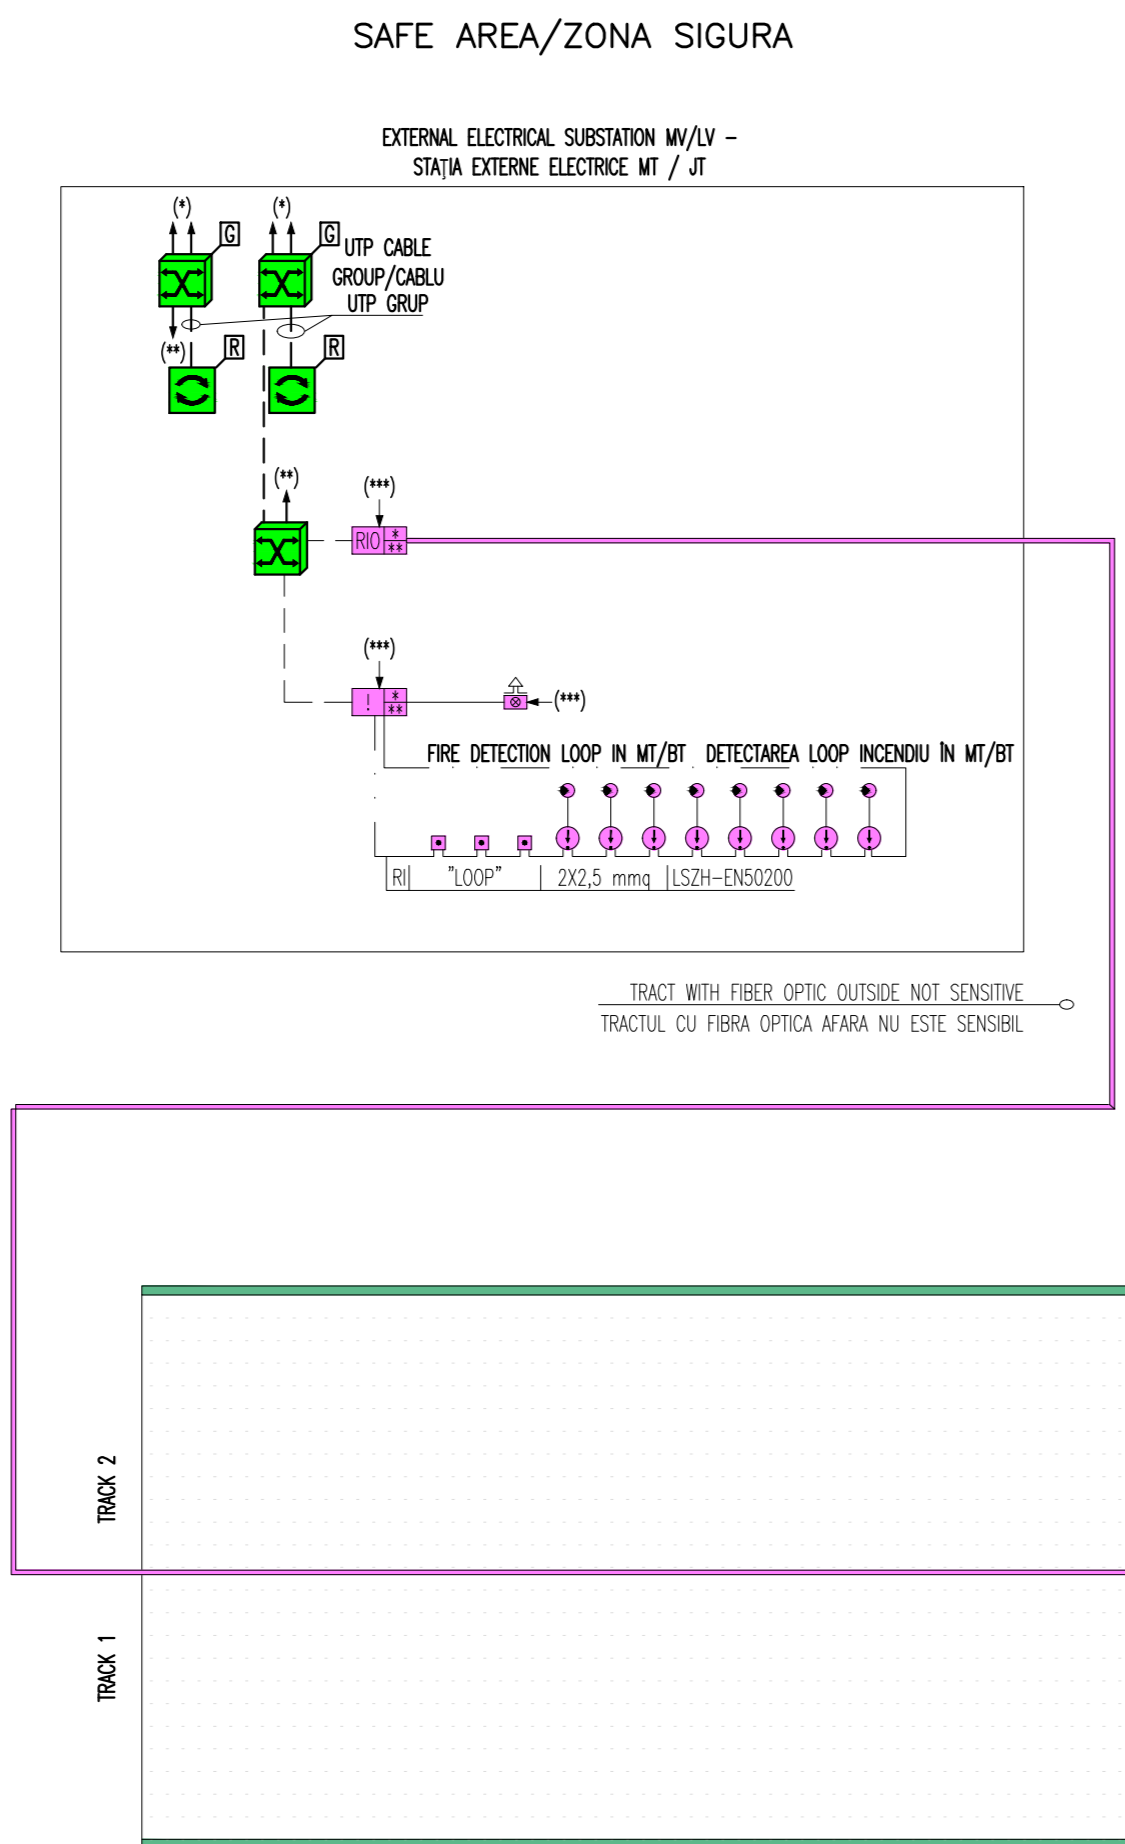 SAFE AREA/ZONA SIGURA
EXTERNAL ELECTRICAL SUBSTATION MV/LV –
STAŢIA EXTERNE ELECTRICE MT / JT
(*)
(*)
G
G
UTP CABLE
GROUP/CABLU
UTP GRUP
(**)
R
R
(**)
(***)
RIO
*
**
(***)
!
*
**
(***)
FIRE DETECTION LOOP IN MT/BT
DETECTAREA LOOP INCENDIU ÎN MT/BT
RI
"LOOP"
2X2,5 mmq
LSZH–EN50200
TRACT WITH FIBER OPTIC OUTSIDE NOT SENSITIVE
TRACTUL CU FIBRA OPTICA AFARA NU ESTE SENSIBIL
TRACK 2
TRACK 1